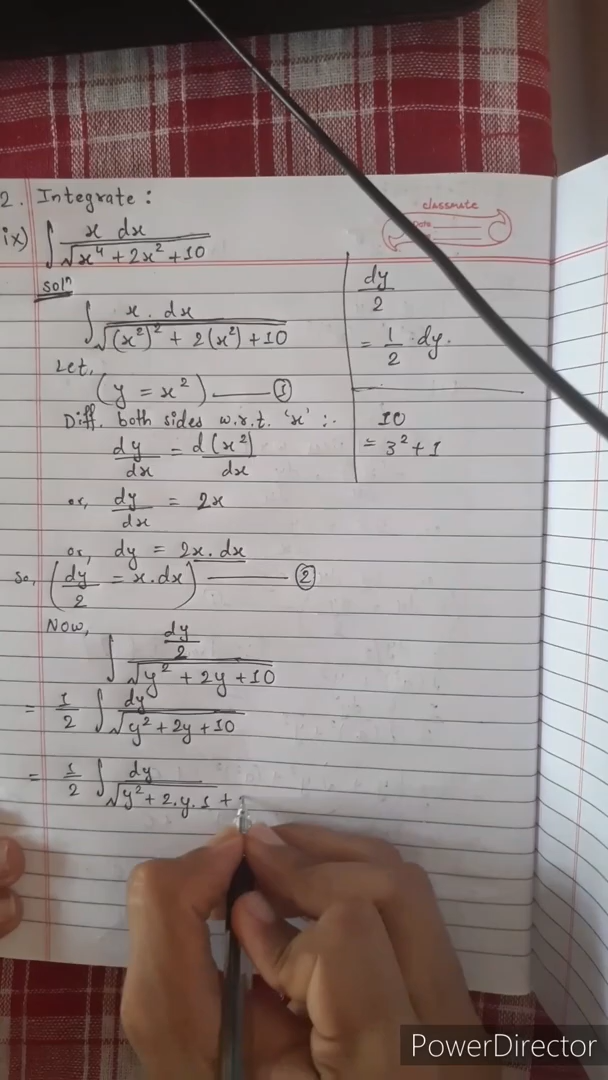 2. Integrate :
ix) ∫ x dx / √(x⁴ + 2x² + 10)
classmate
Date
Solⁿ
∫ x . dx / √((x²)² + 2(x²) + 10)
Let,
(y = x²) —— ①
Diff. both sides w.r.t. 'x' :-
dy/dx = d(x²)/dx
or, dy/dx = 2x
or, dy = 2x. dx
So, (dy/2 = x.dx) —— ②
Now,
∫ (dy/2) / √(y² + 2y + 10)
= 1/2 ∫ dy / √(y² + 2y + 10)
= 1/2 ∫ dy / √(y² + 2.y.1 +
dy/2
= 1/2 dy.
10
= 3² + 1
PowerDirector